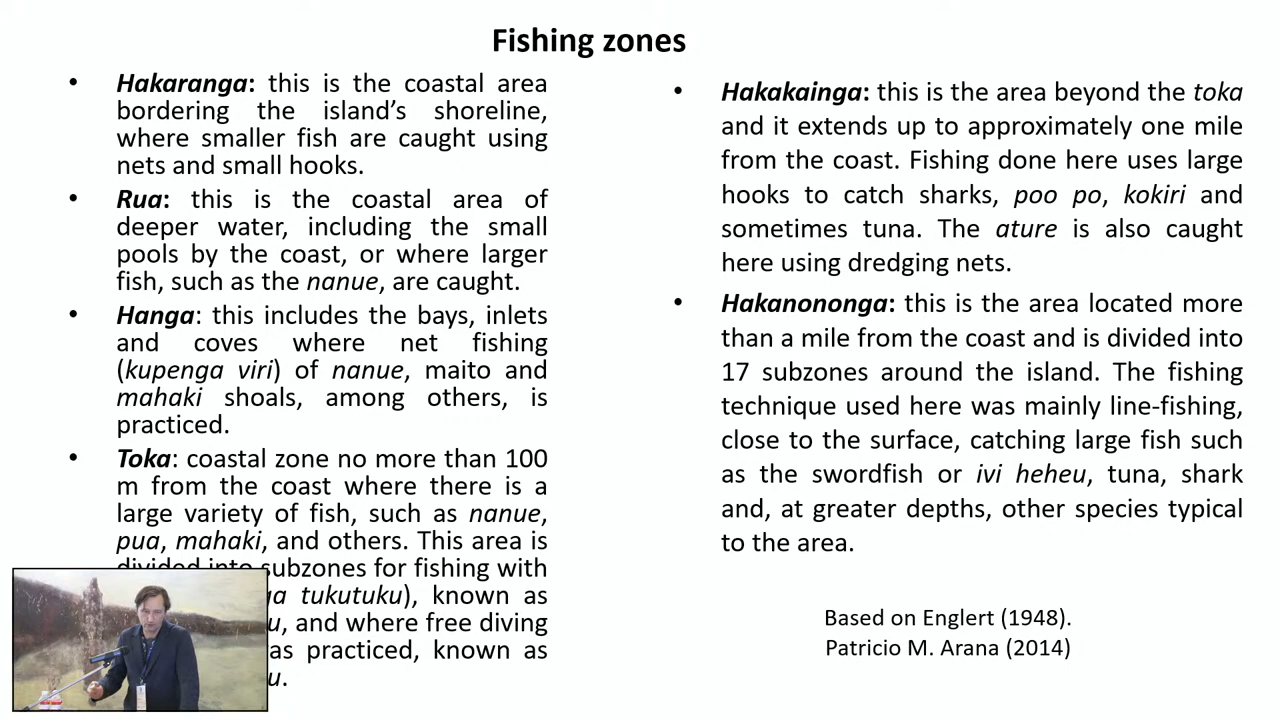 Fishing zones
• Hakaranga: this is the coastal area
bordering the island's shoreline,
where smaller fish are caught using
nets and small hooks.
• Rua: this is the coastal area of
deeper water, including the small
pools by the coast, or where larger
fish, such as the nanue, are caught.
• Hanga: this includes the bays, inlets
and coves where net fishing
(kupenga viri) of nanue, maito and
mahaki shoals, among others, is
practiced.
• Toka: coastal zone no more than 100
m from the coast where there is a
large variety of fish, such as nanue,
pua, mahaki, and others. This area is
divided into subzones for fishing with
tukutuku), known as
and where free diving
practiced, known as
• Hakakainga: this is the area beyond the toka
and it extends up to approximately one mile
from the coast. Fishing done here uses large
hooks to catch sharks, poo po, kokiri and
sometimes tuna. The ature is also caught
here using dredging nets.
• Hakanononga: this is the area located more
than a mile from the coast and is divided into
17 subzones around the island. The fishing
technique used here was mainly line-fishing,
close to the surface, catching large fish such
as the swordfish or ivi heheu, tuna, shark
and, at greater depths, other species typical
to the area.
Based on Englert (1948).
Patricio M. Arana (2014)